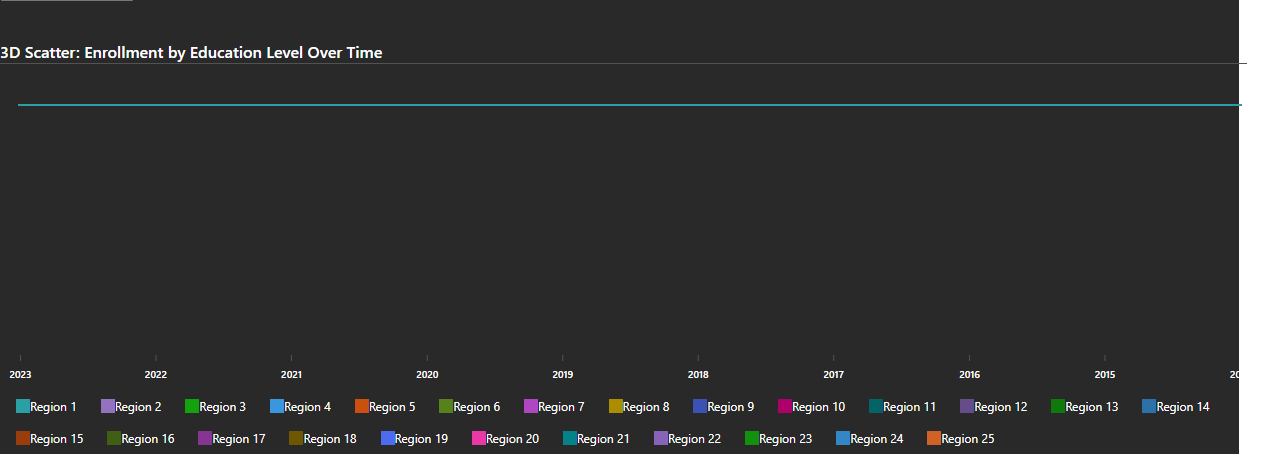 3D Scatter: Enrollment by Education Level Over Time
2023 2022 2021 2020 2019 2018 2017 2016 2015
Region 1 Region 2 Region 3 Region 4 Region 5 Region 6 Region 7 Region 8 Region 9 Region 10 Region 11 Region 12 Region 13 Region 14
Region 15 Region 16 Region 17 Region 18 Region 19 Region 20 Region 21 Region 22 Region 23 Region 24 Region 25